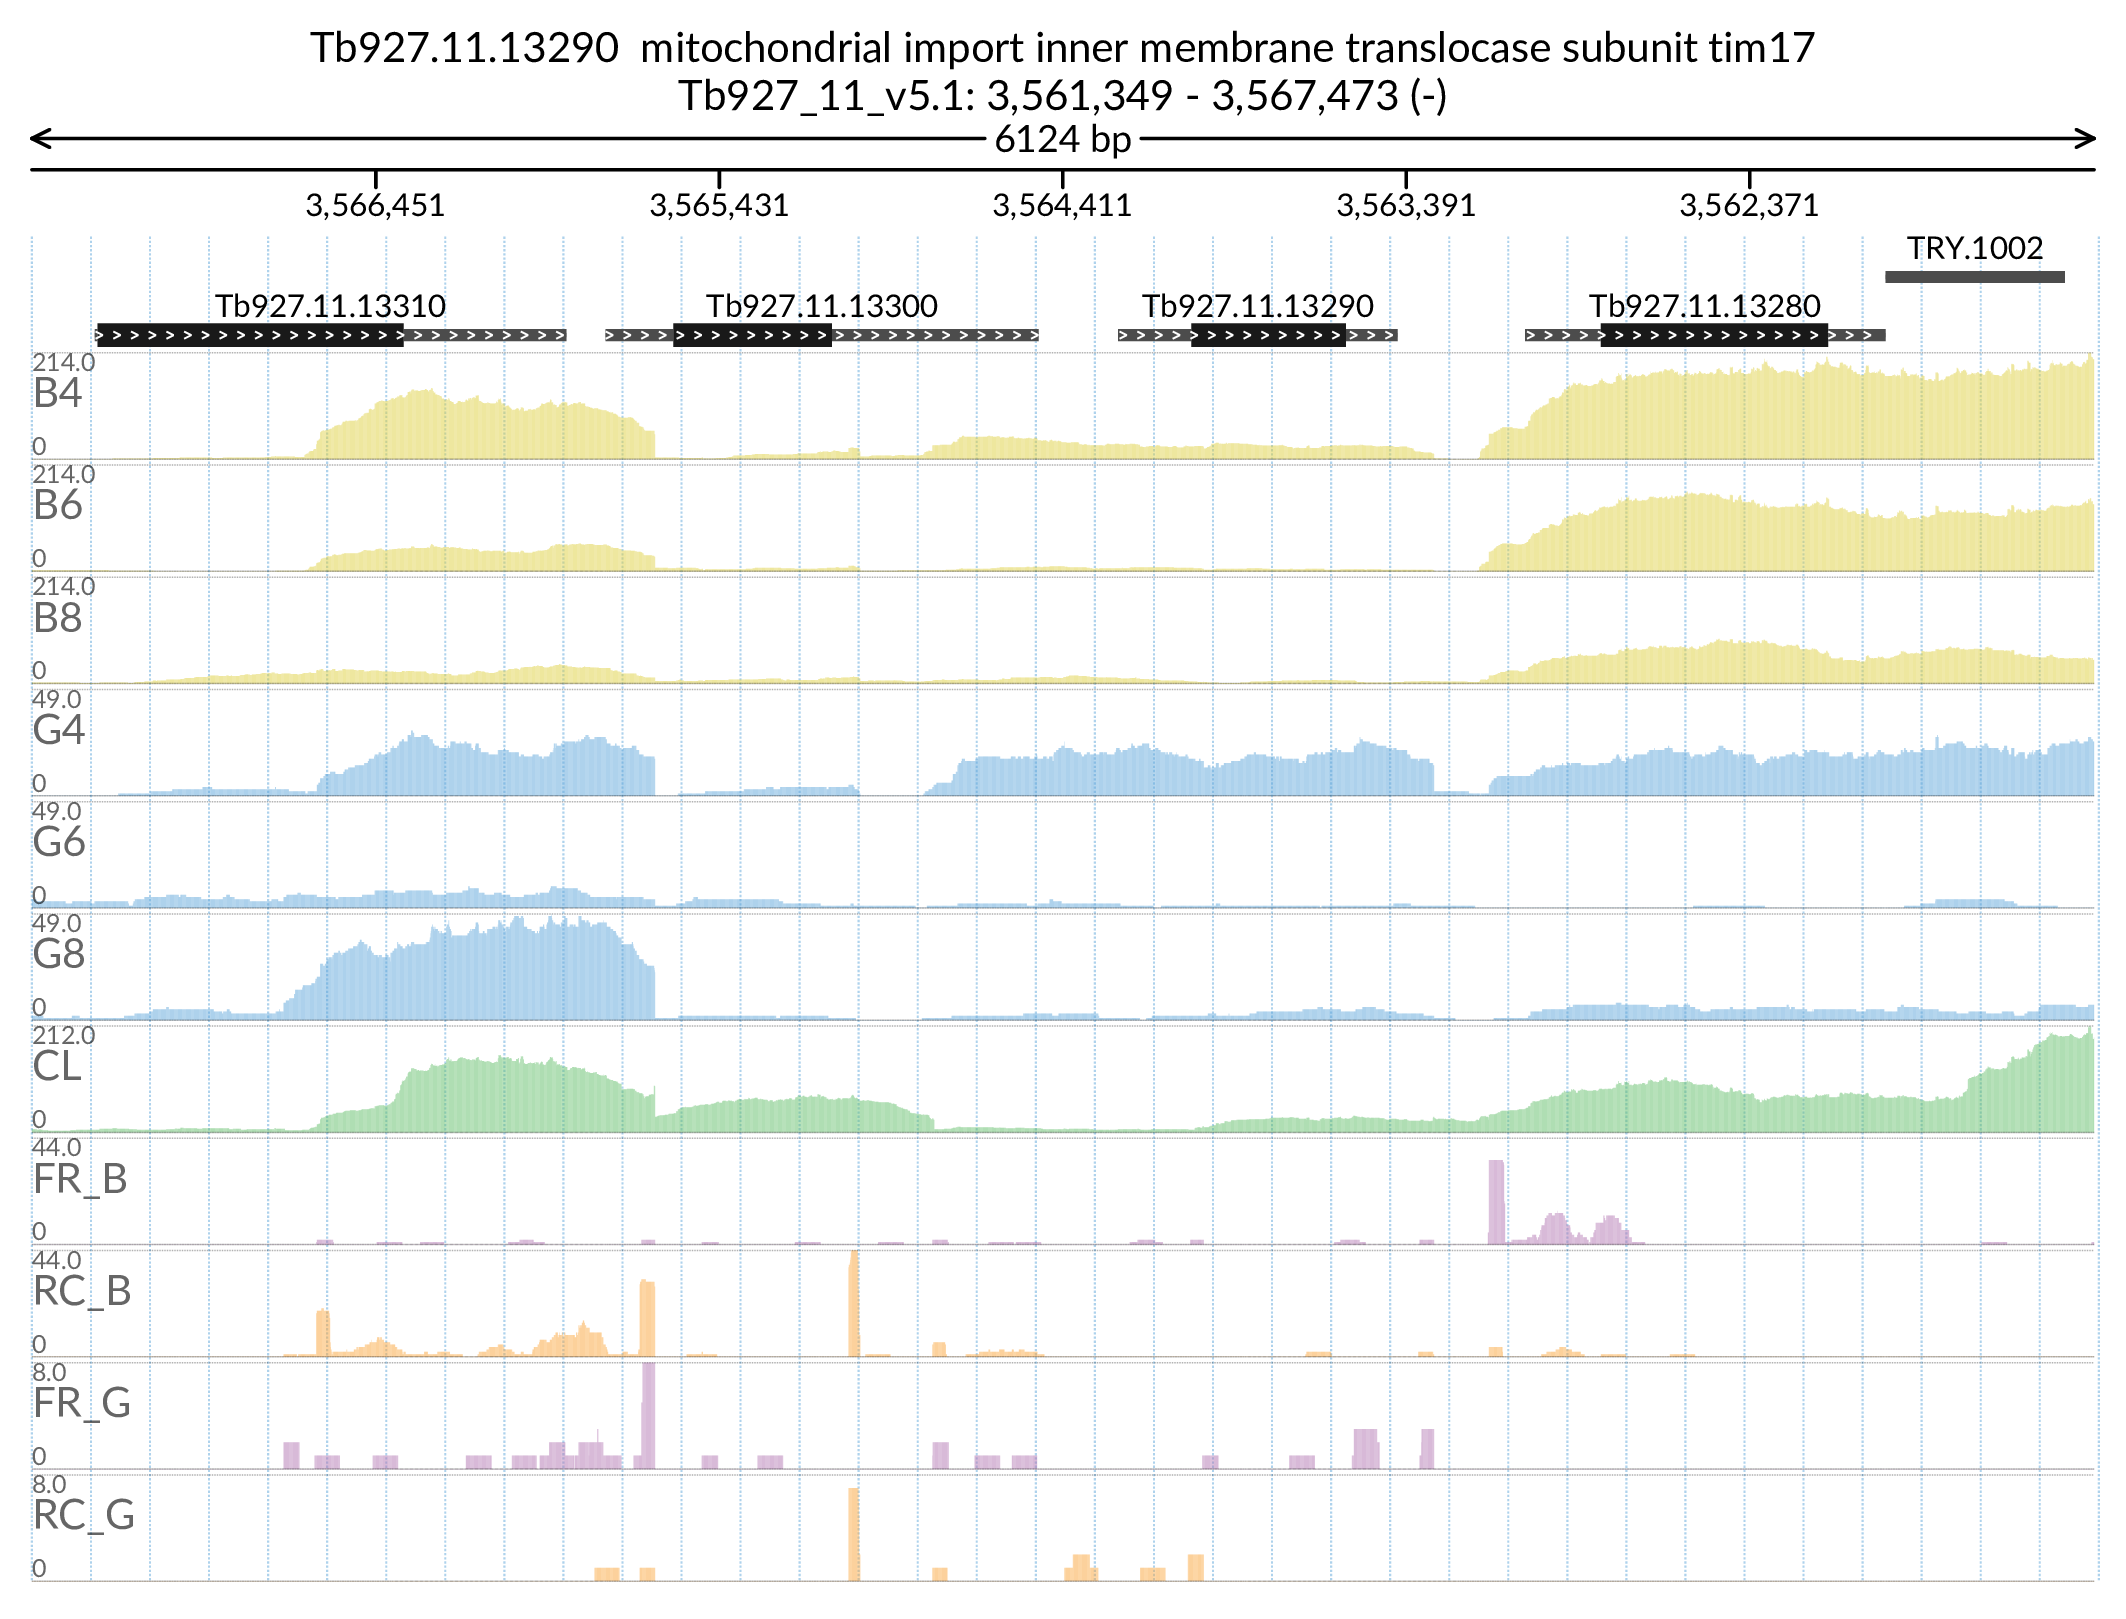 Tb927.11.13290  mitochondrial import inner membrane translocase subunit tim17
Tb927_11_v5.1: 3,561,349 - 3,567,473 (-)
6124 bp
3,566,451 3,565,431 3,564,411 3,563,391 3,562,371
TRY.1002
Tb927.11.13310 Tb927.11.13300 Tb927.11.13290 Tb927.11.13280
214.0
B4
0
214.0
B6
0
214.0
B8
0
49.0
G4
0
49.0
G6
0
49.0
G8
0
212.0
CL
0
44.0
FR_B
0
44.0
RC_B
0
8.0
FR_G
0
8.0
RC_G
0